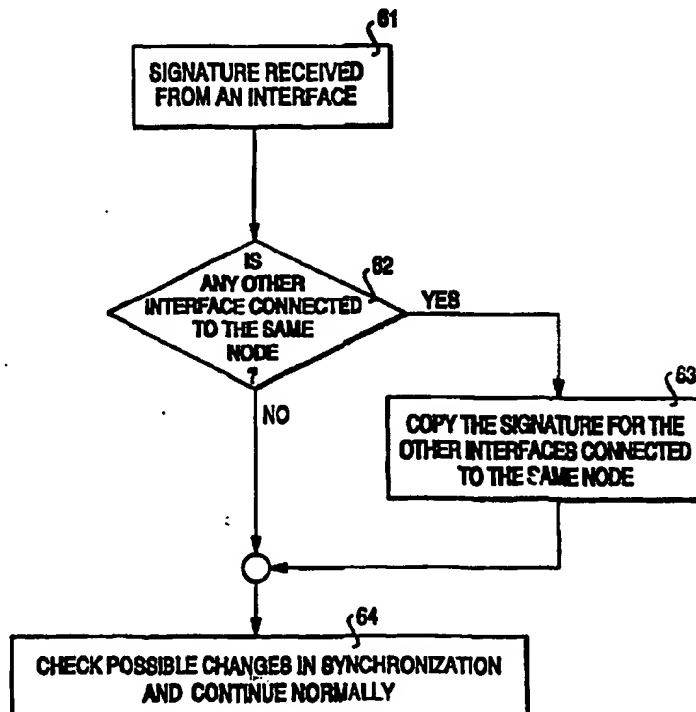 61
SIGNATURE RECEIVED
FROM AN INTERFACE
62
IS
ANY OTHER
INTERFACE CONNECTED
TO THE SAME
NODE
?
YES
NO
63
COPY THE SIGNATURE FOR THE
OTHER INTERFACES CONNECTED
TO THE SAME NODE
64
CHECK POSSIBLE CHANGES IN SYNCHRONIZATION
AND CONTINUE NORMALLY